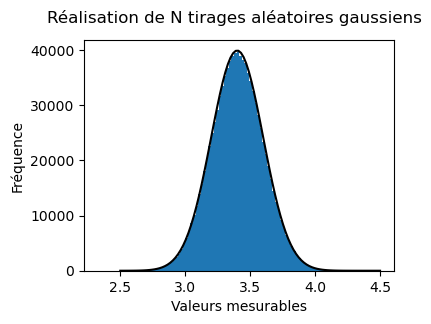 Réalisation de N tirages aléatoires gaussiens
40000
30000
20000
10000
0
Fréquence
2.5 3.0 3.5 4.0 4.5
Valeurs mesurables